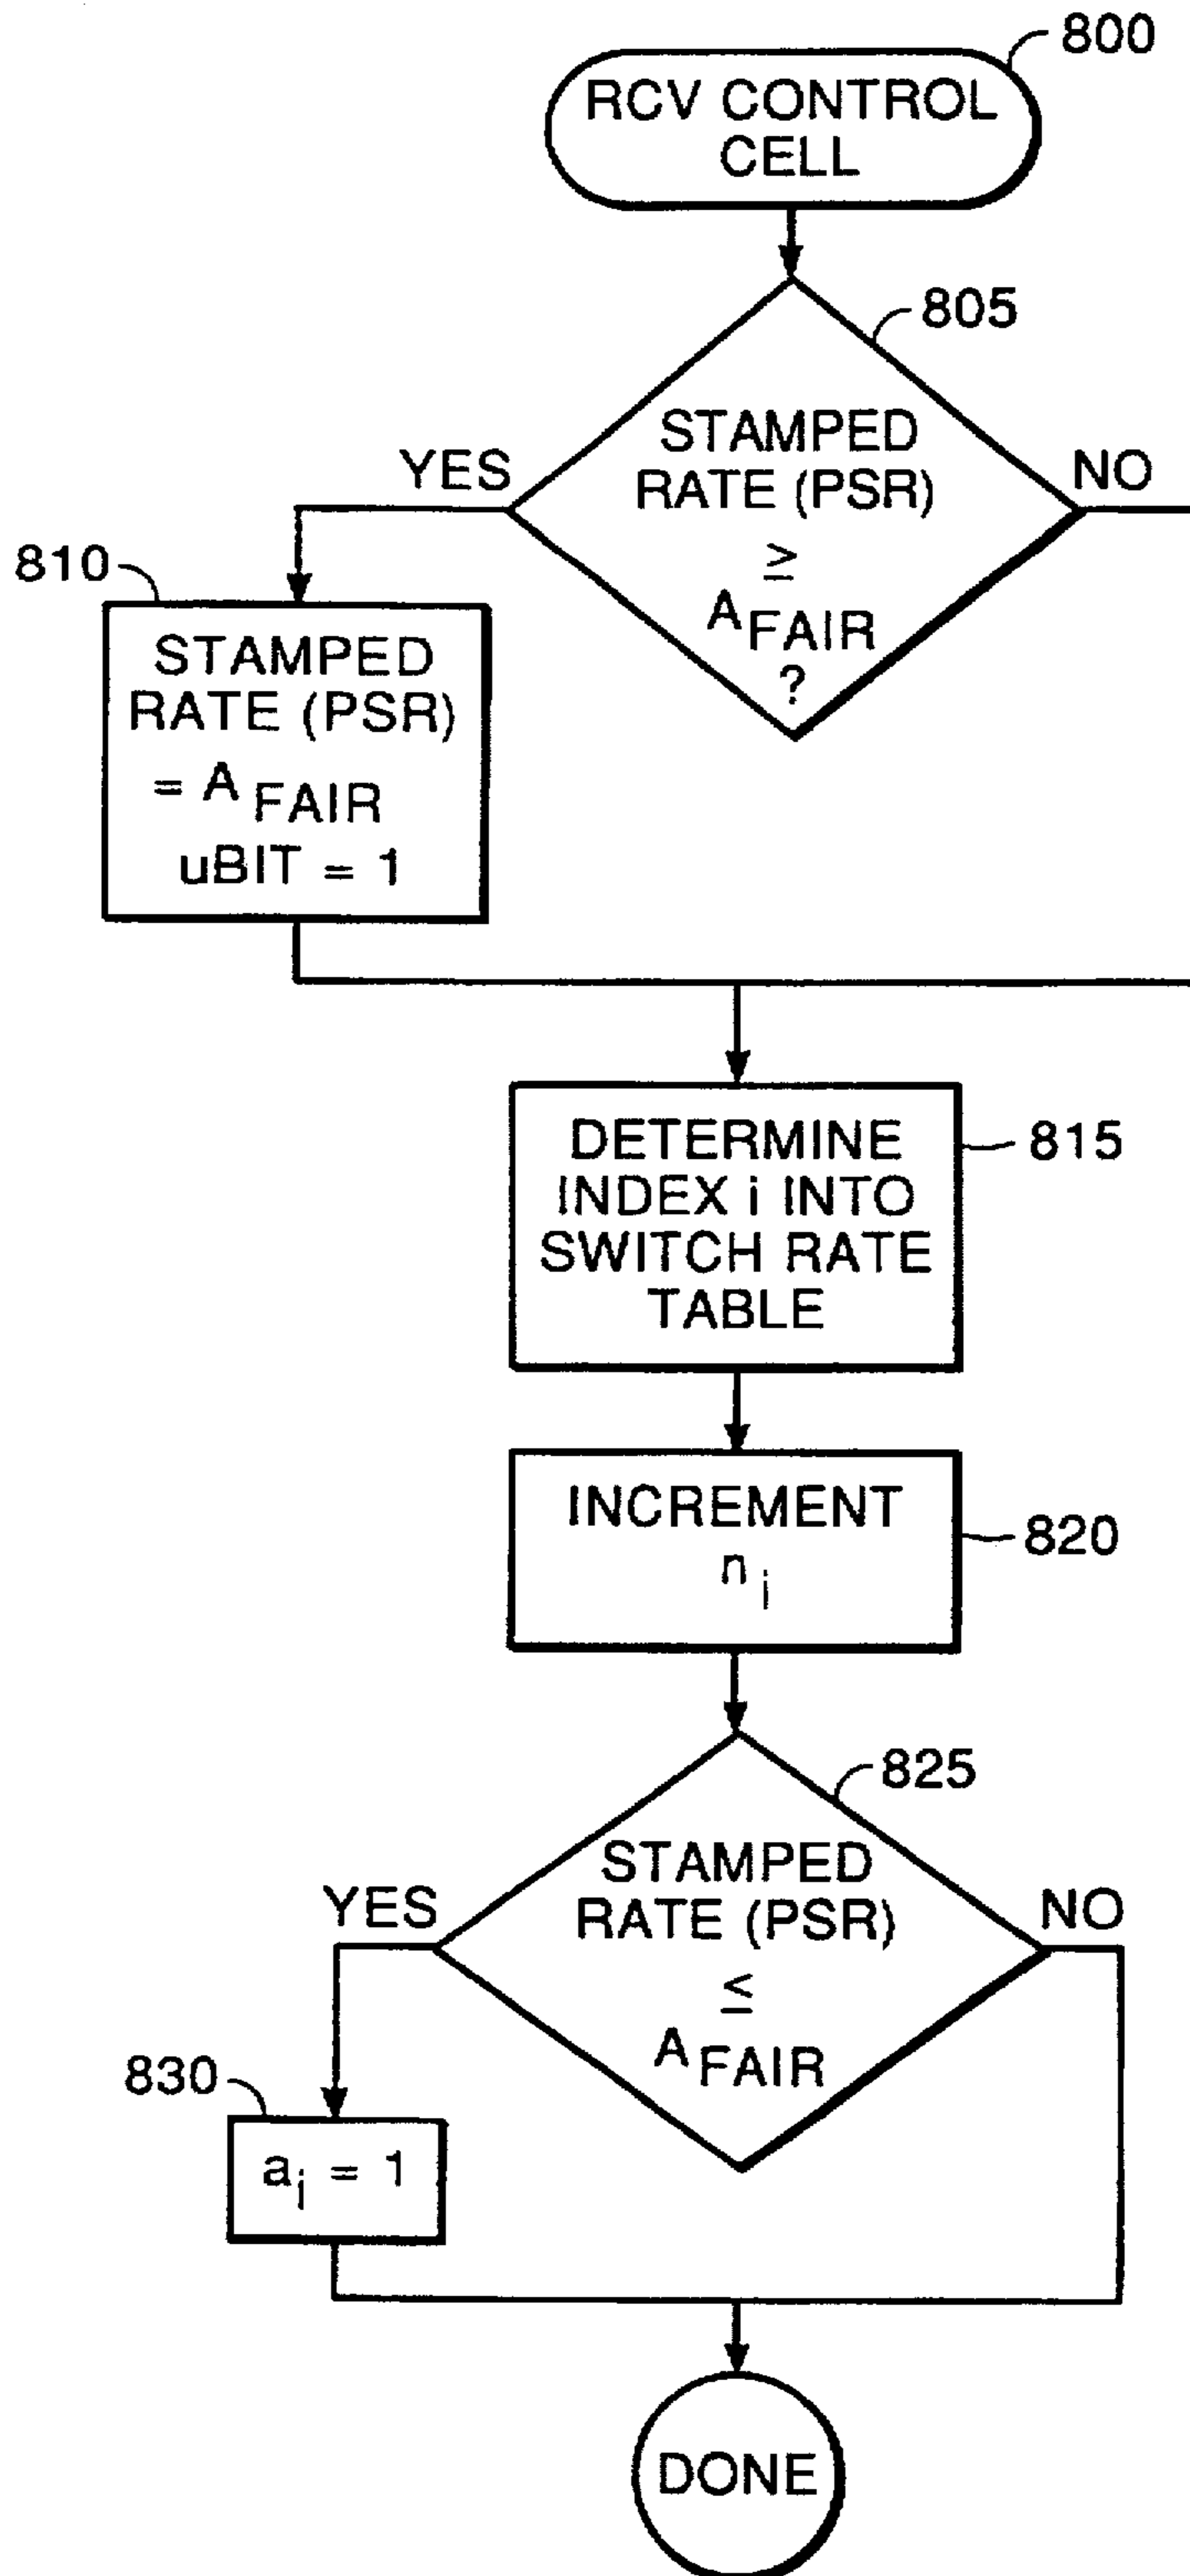 800
RCV CONTROL
CELL
805
STAMPED
RATE (PSR)
≥
A FAIR
?
YES
NO
810
STAMPED
RATE (PSR)
= A FAIR
uBIT = 1
DETERMINE
INDEX i INTO
SWITCH RATE
TABLE
815
INCREMENT
n i
820
825
STAMPED
RATE (PSR)
≤
A FAIR
YES
NO
830
a i = 1
DONE